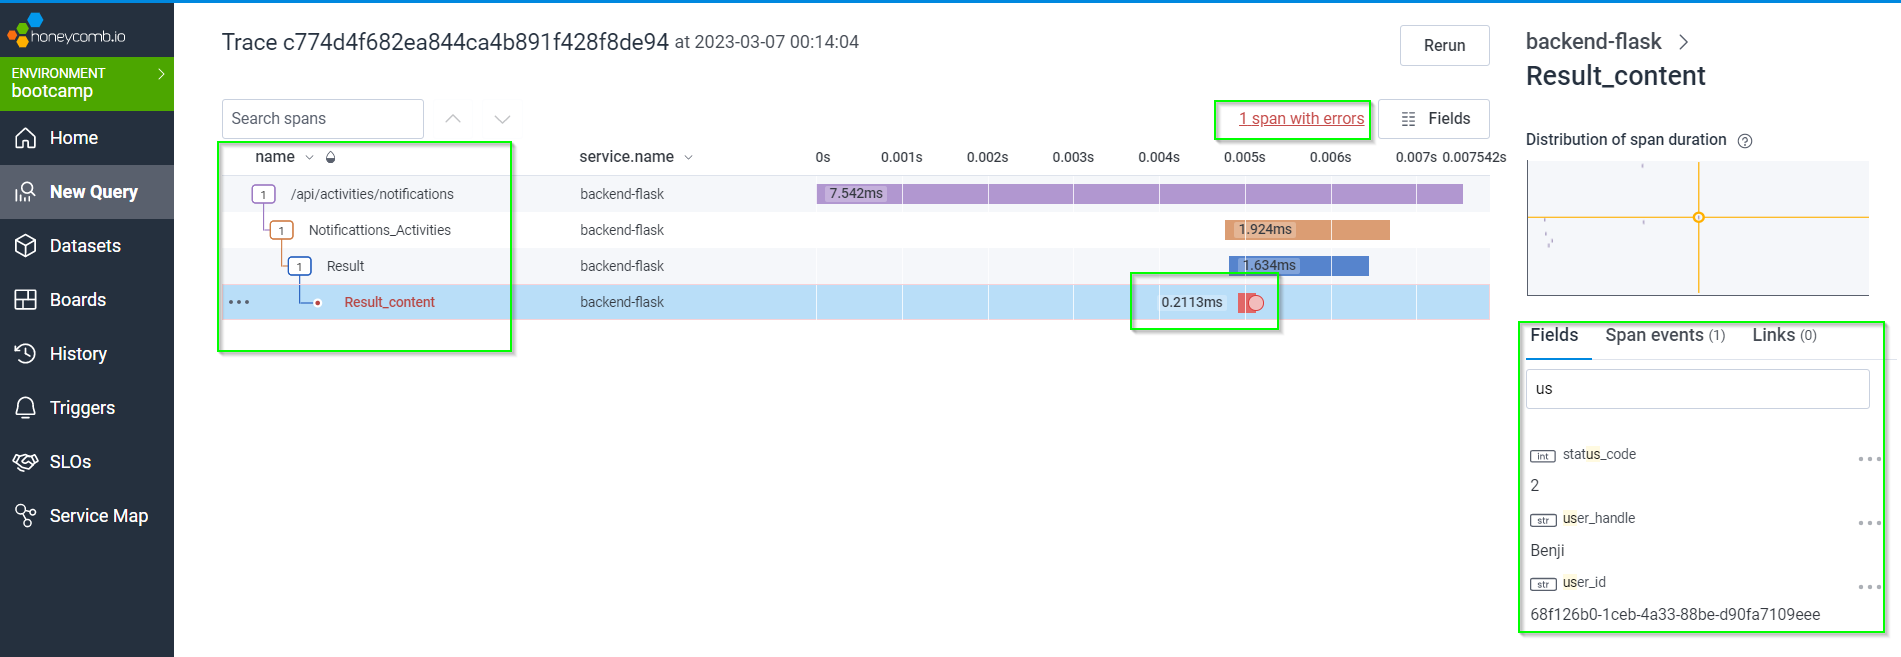 honeycomb.io
ENVIRONMENT
bootcamp
Home
New Query
Datasets
Boards
History
Triggers
SLOs
Service Map
Trace c774d4f682ea844ca4b891f428f8de94 at 2023-03-07 00:14:04
Rerun
Search spans
1 span with errors
Fields
name service.name 0s 0.001s 0.002s 0.003s 0.004s 0.005s 0.006s 0.007s 0.007542s
1 /api/activities/notifications backend-flask 7.542ms
1 Notificattions_Activities backend-flask 1.924ms
1 Result backend-flask 1.634ms
Result_content backend-flask 0.2113ms
backend-flask
Result_content
Distribution of span duration ?
Fields Span events (1) Links (0)
us
int status_code
2
str user_handle
Benji
str user_id
68f126b0-1ceb-4a33-88be-d90fa7109eee